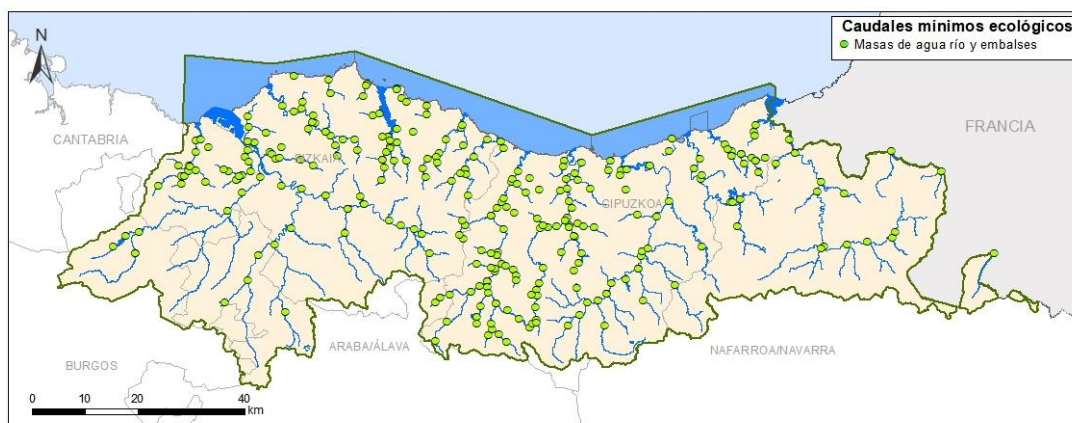 Caudales mínimos ecológicos
Masas de agua río y embalses
N
CANTABRIA
FRANCIA
BIZKAIA
GIPUZKOA
ARABA/ÁLAVA
NAFARROA/NAVARRA
BURGOS
0 10 20 40
km